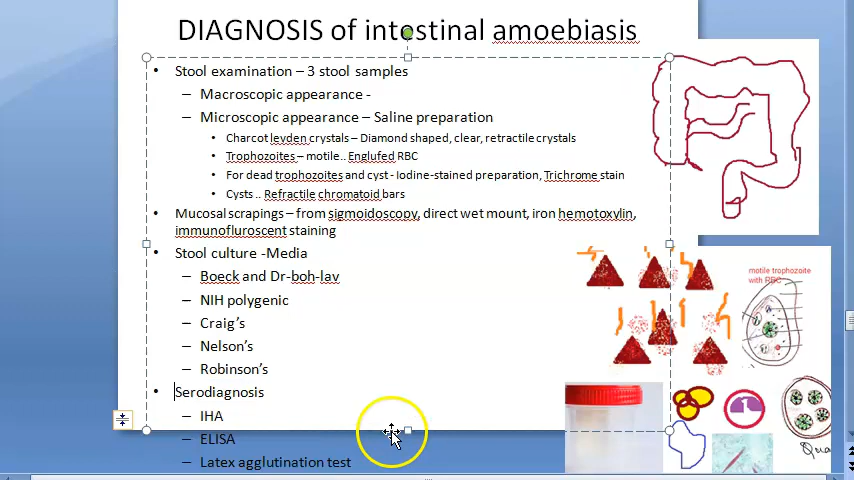 DIAGNOSIS of intestinal amoebiasis
• Stool examination – 3 stool samples
– Macroscopic appearance -
– Microscopic appearance – Saline preparation
• Charcot leyden crystals – Diamond shaped, clear, retractile crystals
• Trophozoites – motile.. Englufed RBC
• For dead trophozoites and cyst - Iodine-stained preparation, Trichrome stain
• Cysts .. Refractile chromatoid bars
• Mucosal scrapings – from sigmoidoscopy, direct wet mount, iron hemotoxylin,
immunofluroscent staining
• Stool culture -Media
– Boeck and Dr-boh-lav
– NIH polygenic
– Craig's
– Nelson's
– Robinson's
• Serodiagnosis
– IHA
– ELISA
– Latex agglutination test
motile trophozoite
with RBC